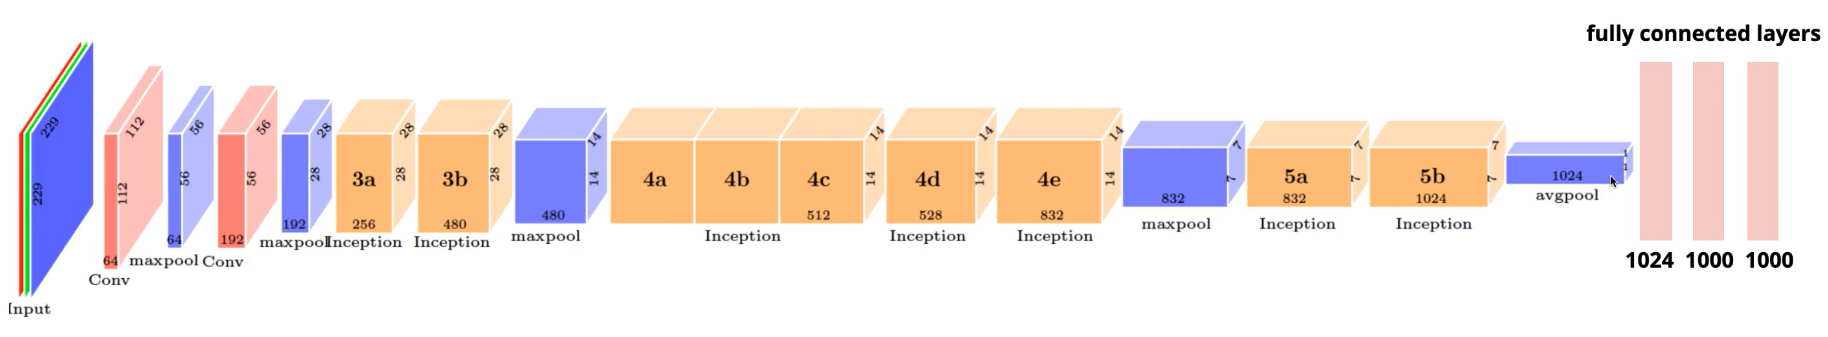 fully connected layers
229
229
Input
112
112
64
Conv
56
56
64
maxpool
56
56
192
Conv
28
28
192
maxpool
3a
28
28
256
Inception
3b
28
28
480
Inception
14
14
480
maxpool
4a
4b
4c
14
14
512
Inception
4d
14
14
528
Inception
4e
14
14
832
Inception
7
7
832
maxpool
5a
7
7
832
Inception
5b
7
7
1024
Inception
1
1
1024
avgpool
1024 1000 1000